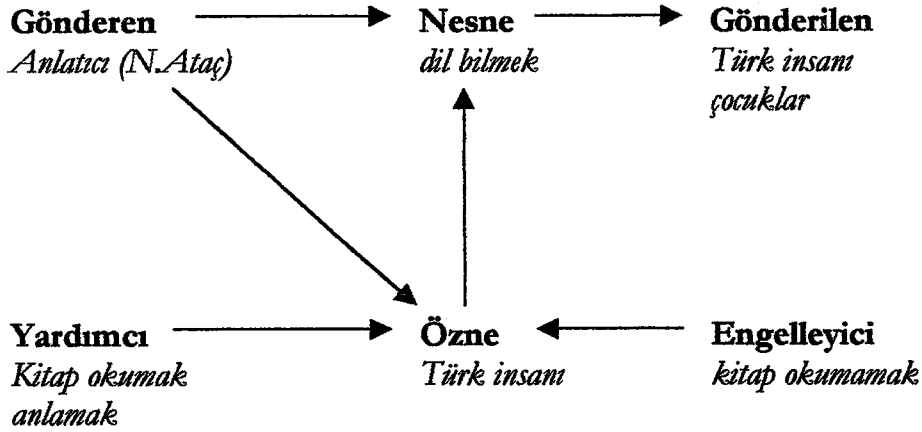 Gönderen
Anlatıcı (N.Ataç)
Nesne
dil bilmek
Gönderilen
Türk insanı
çocuklar
Yardımcı
Kitap okumak
anlamak
Özne
Türk insanı
Engelleyici
kitap okumamak